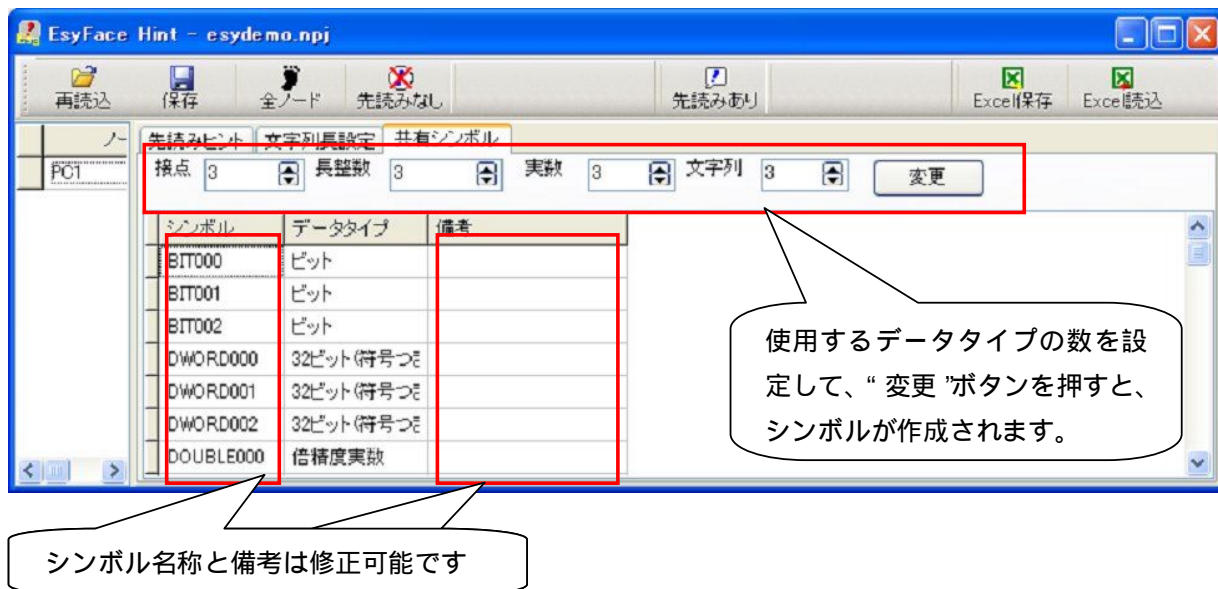 EsyFace Hint - esydemo.npj
再読込 保存 全ノード 先読みなし 先読みあり Excel保存 Excel読込
ノー 先読みヒント 文字列長設定 共有シンボル
PC1 接点 3 長整数 3 実数 3 文字列 3 変更
シンボル データタイプ 備考
BIT000 ビット
BIT001 ビット
BIT002 ビット
DWORD000 32ビット(符号つき
DWORD001 32ビット(符号つき
DWORD002 32ビット(符号つき
DOUBLE000 倍精度実数
使用するデータタイプの数を設
定して、“変更”ボタンを押すと、
シンボルが作成されます。
シンボル名称と備考は修正可能です